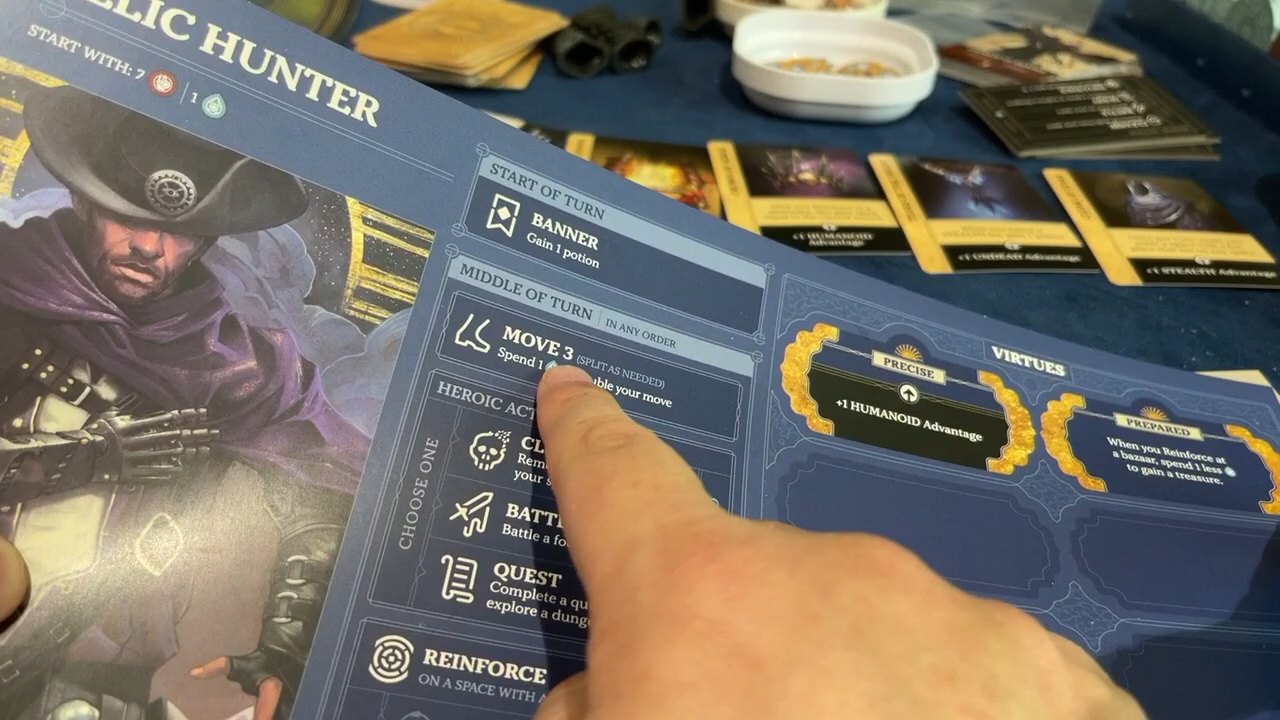 ELIC HUNTER
START WITH: 7 | 1
START OF TURN
BANNER
Gain 1 potion
MIDDLE OF TURN | IN ANY ORDER
MOVE 3 (SPLIT AS NEEDED)
Spend 1 uble your move
HEROIC ACT
CHOOSE ONE
CL
Rem
your s
BATT
Battle a fo
QUEST
Complete a qu
explore a dung
REINFORCE
ON A SPACE WITH A
VIRTUES
PRECISE
+1 HUMANOID Advantage
PREPARED
When you Reinforce at
a bazaar, spend 1 less
to gain a treasure.
+1 HUMANOID
Advantage
+1 UNDEAD Advantage
+1 STEALTH Advantage